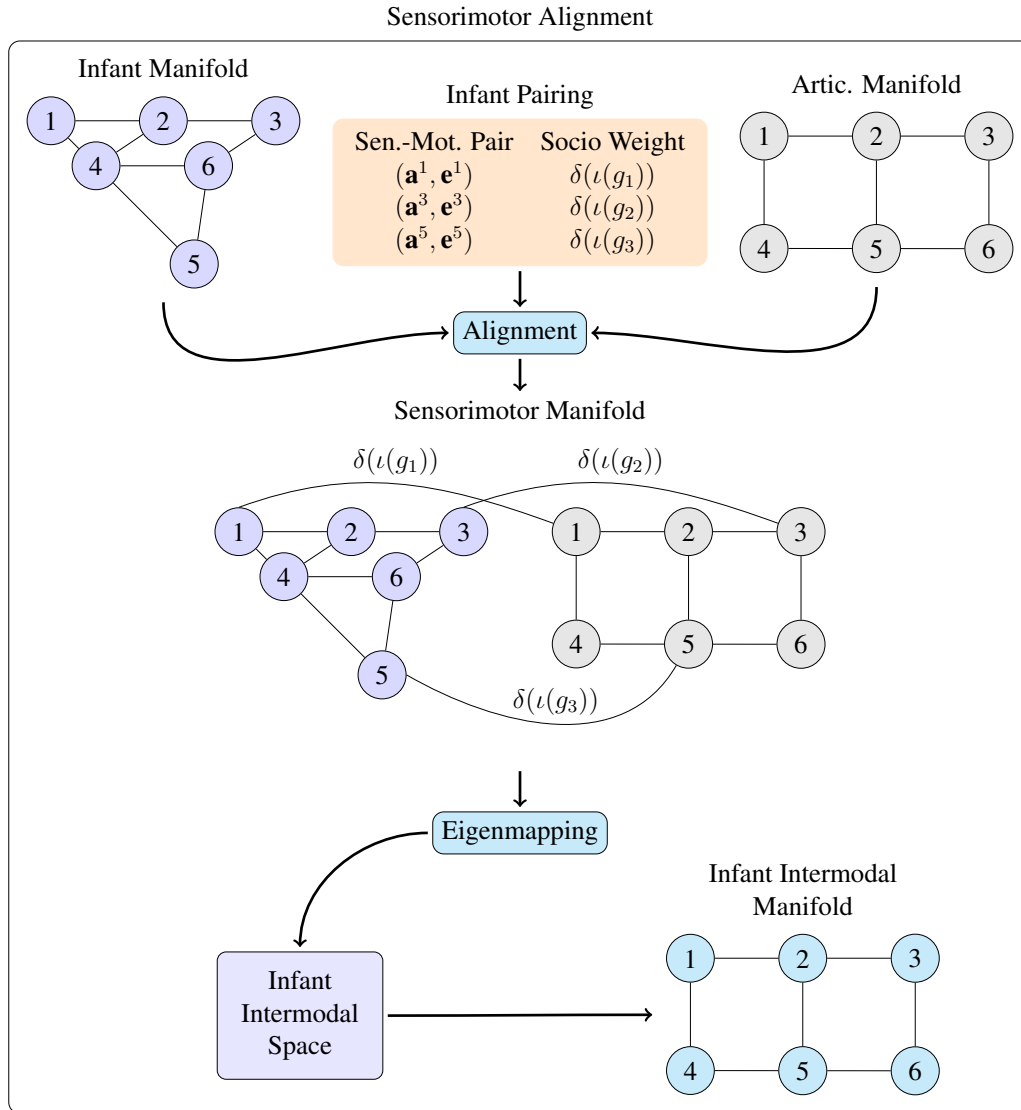 Sensorimotor Alignment
Infant Manifold
1 2 3
4 6
5
Infant Pairing
Sen.-Mot. Pair Socio Weight
(𝐚¹, 𝐞¹) δ(ι(g₁))
(𝐚³, 𝐞³) δ(ι(g₂))
(𝐚⁵, 𝐞⁵) δ(ι(g₃))
Artic. Manifold
1 2 3
4 5 6
Alignment
Sensorimotor Manifold
δ(ι(g₁)) δ(ι(g₂))
1 2 3
4 6
5
1 2 3
4 5 6
δ(ι(g₃))
Eigenmapping
Infant
Intermodal
Space
Infant Intermodal
Manifold
1 2 3
4 5 6